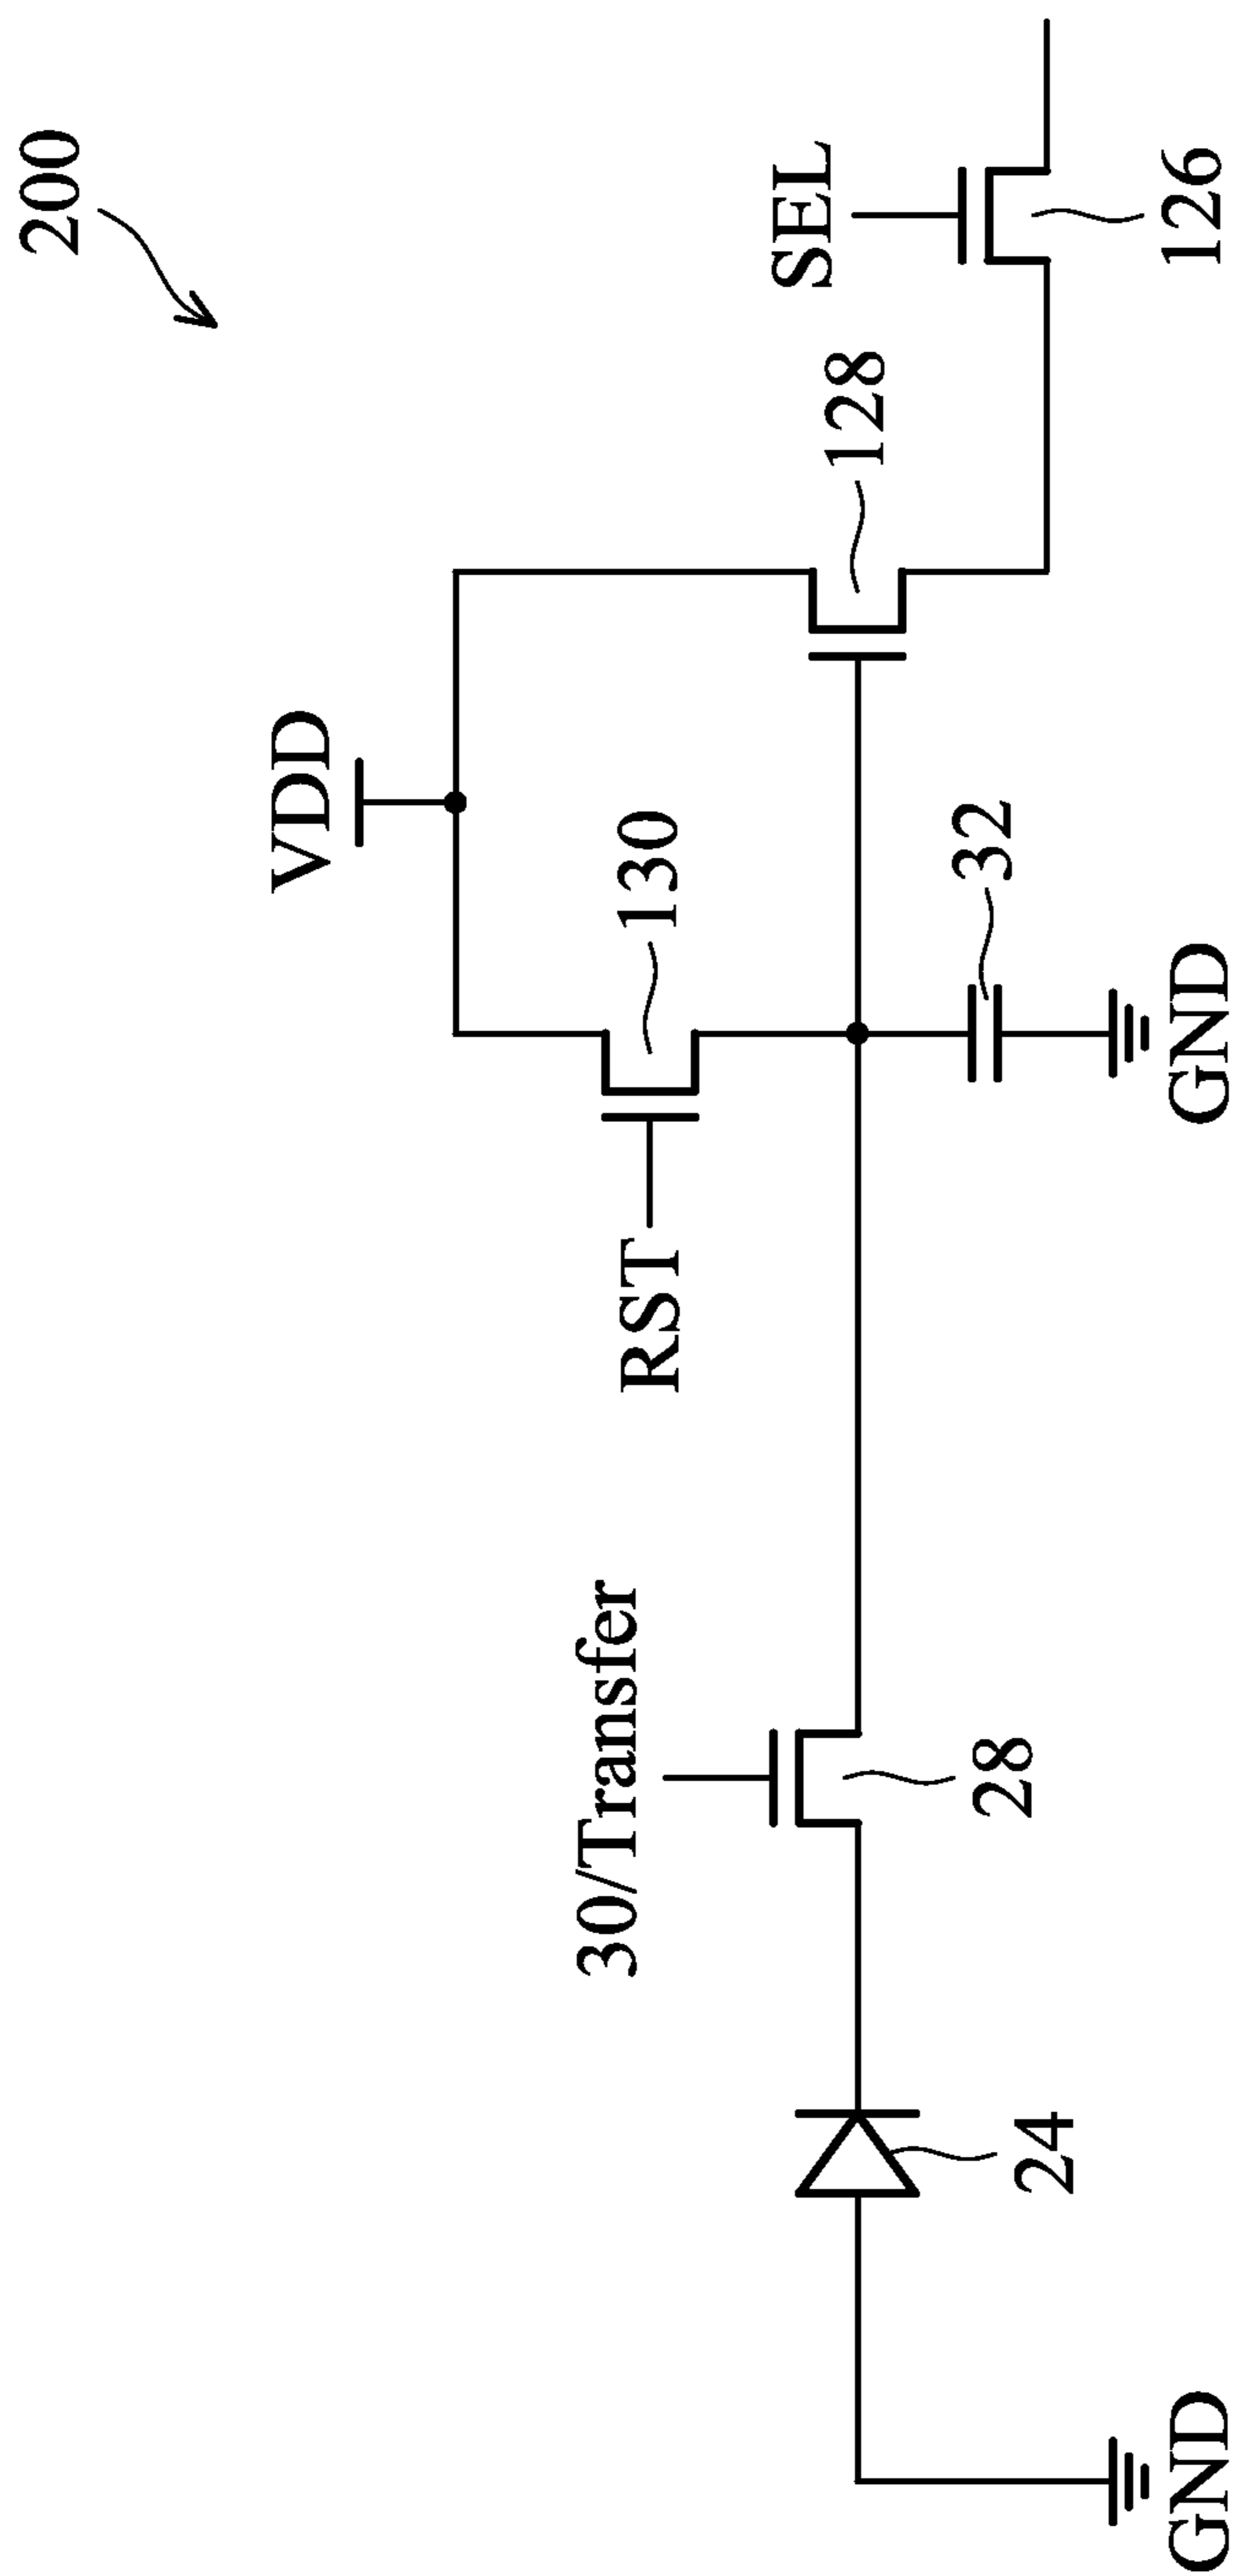 200
VDD
SEL
128
130
RST
126
32
30/Transfer
28
24
GND
GND